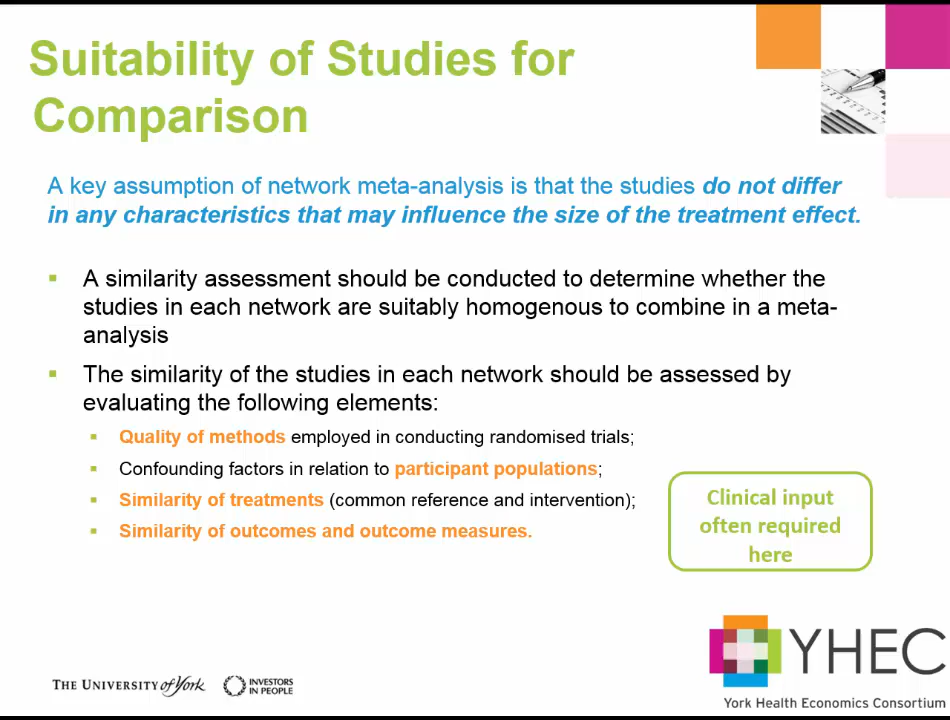 Suitability of Studies for
Comparison
A key assumption of network meta-analysis is that the studies do not differ
in any characteristics that may influence the size of the treatment effect.
A similarity assessment should be conducted to determine whether the
studies in each network are suitably homogenous to combine in a meta-
analysis
The similarity of the studies in each network should be assessed by
evaluating the following elements:
Quality of methods employed in conducting randomised trials;
Confounding factors in relation to participant populations;
Similarity of treatments (common reference and intervention);
Similarity of outcomes and outcome measures.
Clinical input
often required
here
THE UNIVERSITY of York
INVESTORS
IN PEOPLE
YHEC
York Health Economics Consortium